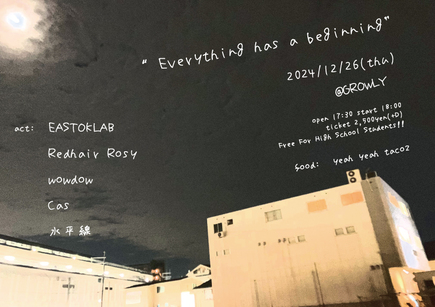 " Everything has a beginning"
2024/12/26(thu)
@GROWLY
open 17:30 start 18:00
ticket 2,500yen(+D)
Free For High School Students!!
food: yeah yeah tacoz
act: EASTOKLAB
Redhair Rosy
wowdow
Cas
水平線